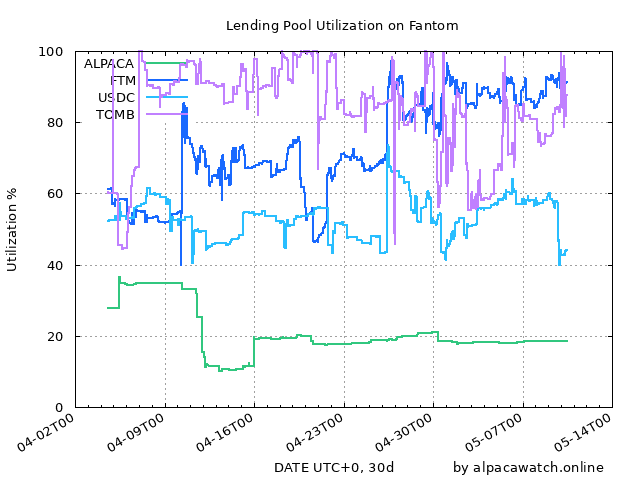 Lending Pool Utilization on Fantom
Utilization %
100
80
60
40
20
0
ALPACA
FTM
USDC
TOMB
04-02T00
04-09T00
04-16T00
04-23T00
04-30T00
05-07T00
05-14T00
DATE UTC+0, 30d
by alpacawatch.online